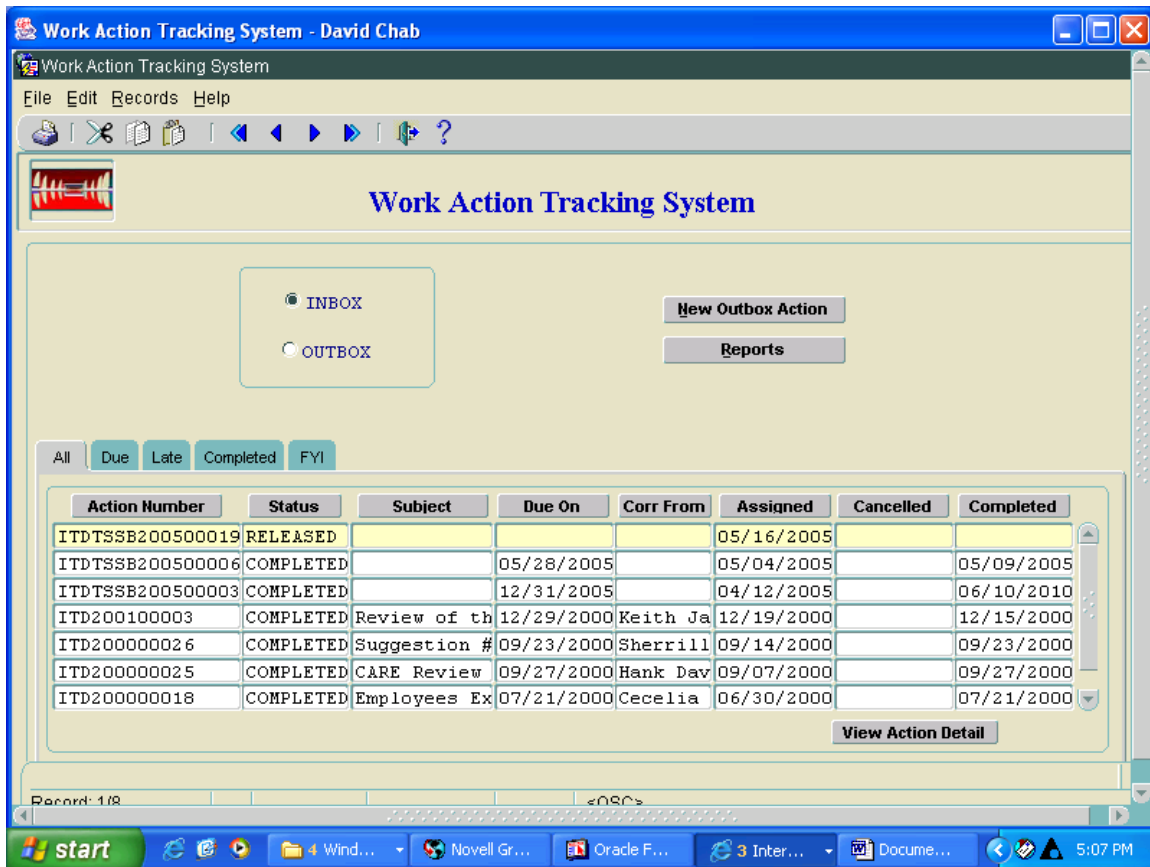 Work Action Tracking System - David Chab
Work Action Tracking System
File Edit Records Help
Work Action Tracking System
INBOX
OUTBOX
New Outbox Action
Reports
All Due Late Completed FYI
Action Number Status Subject Due On Corr From Assigned Cancelled Completed
ITDTSSB200500019 RELEASED 05/16/2005
ITDTSSB200500006 COMPLETED 05/28/2005 05/04/2005 05/09/2005
ITDTSSB200500003 COMPLETED 12/31/2005 04/12/2005 06/10/2010
ITD200100003 COMPLETED Review of th 12/29/2000 Keith Ja 12/19/2000 12/15/2000
ITD200000026 COMPLETED Suggestion # 09/23/2000 Sherrill 09/14/2000 09/23/2000
ITD200000025 COMPLETED CARE Review 09/27/2000 Hank Dav 09/07/2000 09/27/2000
ITD200000018 COMPLETED Employees Ex 07/21/2000 Cecelia 06/30/2000 07/21/2000
View Action Detail
Record: 1/8 <OSC>
start 4 Wind... Novell Gr... Oracle F... 3 Inter... Docume... 5:07 PM